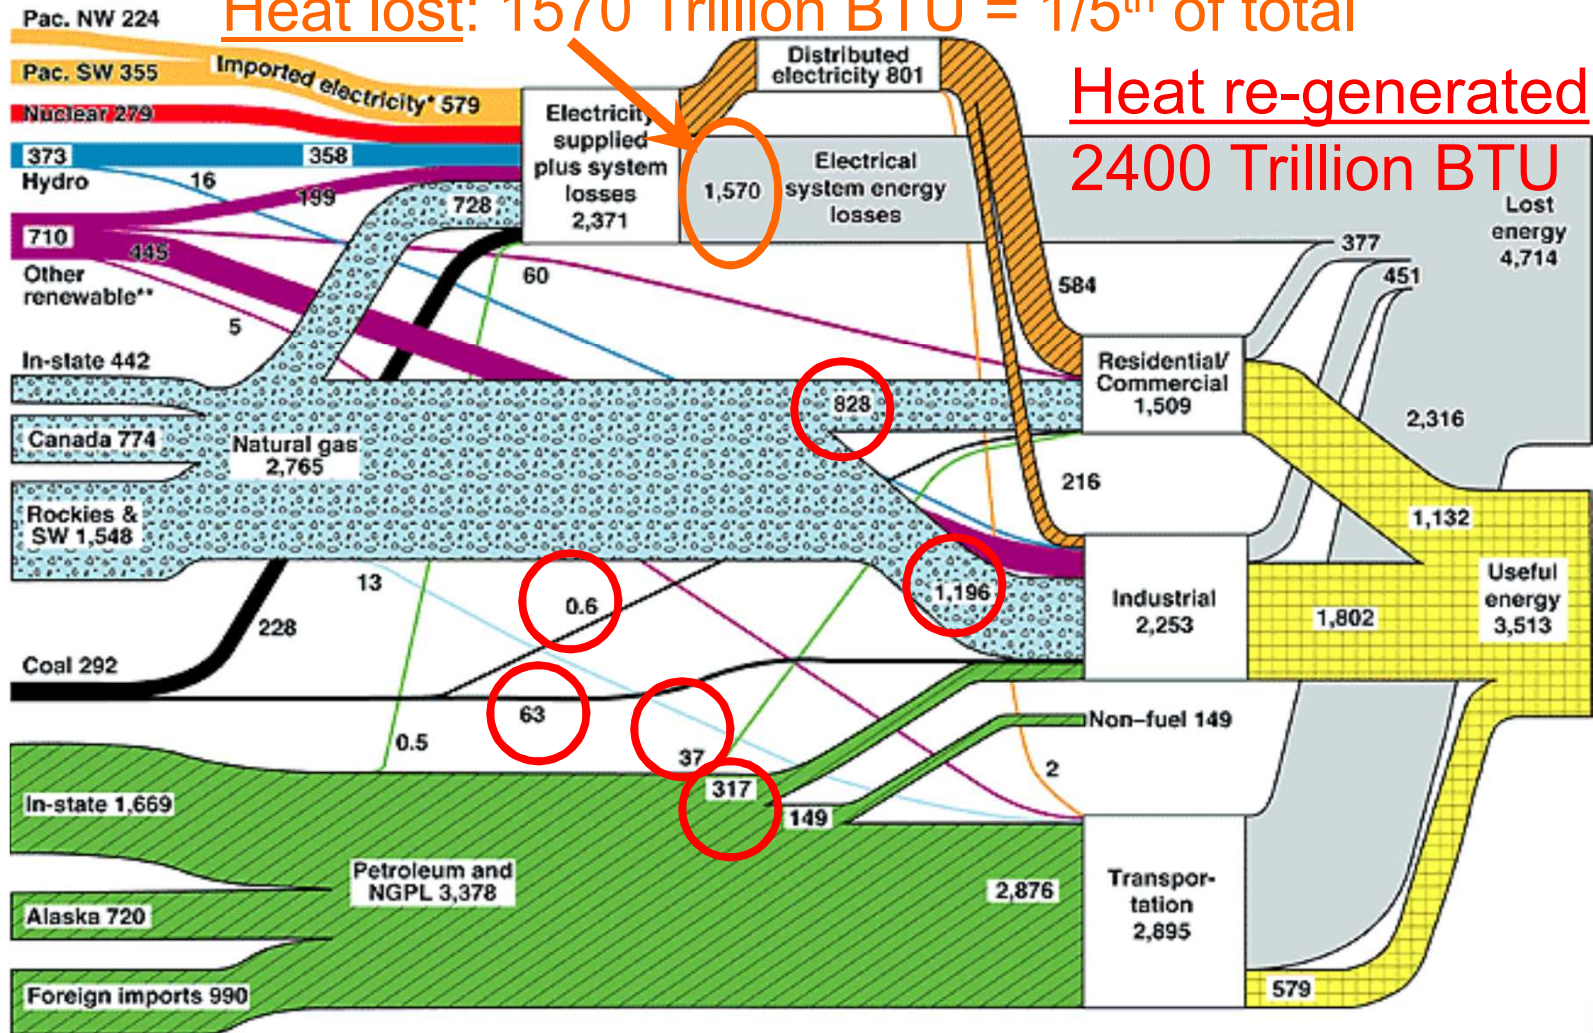 Heat lost: 1570 Trillion BTU = 1/5th of total
Heat re-generated
2400 Trillion BTU
Pac. NW 224
Pac. SW 355
Imported electricity* 579
Nuclear 279
373
358
Hydro
16
199
710
445
Other
renewable**
5
60
728
Electricity
supplied
plus system
losses
2,371
Distributed
electricity 801
1,570
Electrical
system energy
losses
Lost
energy
4,714
377
451
584
In-state 442
Canada 774
Natural gas
2,765
Rockies &
SW 1,548
828
Residential/
Commercial
1,509
2,316
216
1,132
13
0.6
1,196
Industrial
2,253
1,802
Useful
energy
3,513
228
Coal 292
63
37
0.5
317
149
Non–fuel 149
2
In-state 1,669
Petroleum and
NGPL 3,378
Alaska 720
Foreign imports 990
2,876
Transpor-
tation
2,895
579